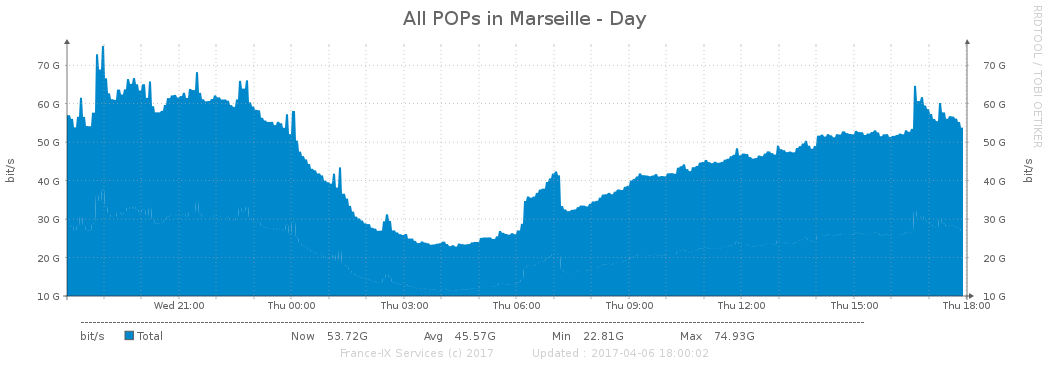 All POPs in Marseille - Day
RRDTOOL / TOBI OETIKER
bit/s
70 G
60 G
50 G
40 G
30 G
20 G
10 G
70 G
60 G
50 G
40 G
30 G
20 G
10 G
bit/s
Wed 21:00 Thu 00:00 Thu 03:00 Thu 06:00 Thu 09:00 Thu 12:00 Thu 15:00 Thu 18:00
bit/s Total Now 53.72G Avg 45.57G Min 22.81G Max 74.93G
France-IX Services (c) 2017 Updated : 2017-04-06 18:00:02